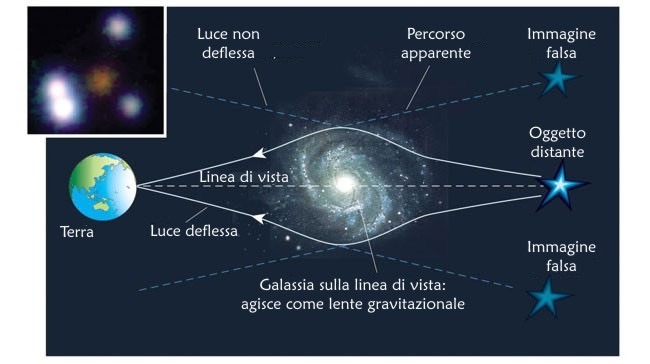 Luce non
deflessa
Percorso
apparente
Immagine
falsa
Oggetto
distante
Linea di vista
Terra
Luce deflessa
Immagine
falsa
Galassia sulla linea di vista:
agisce come lente gravitazionale